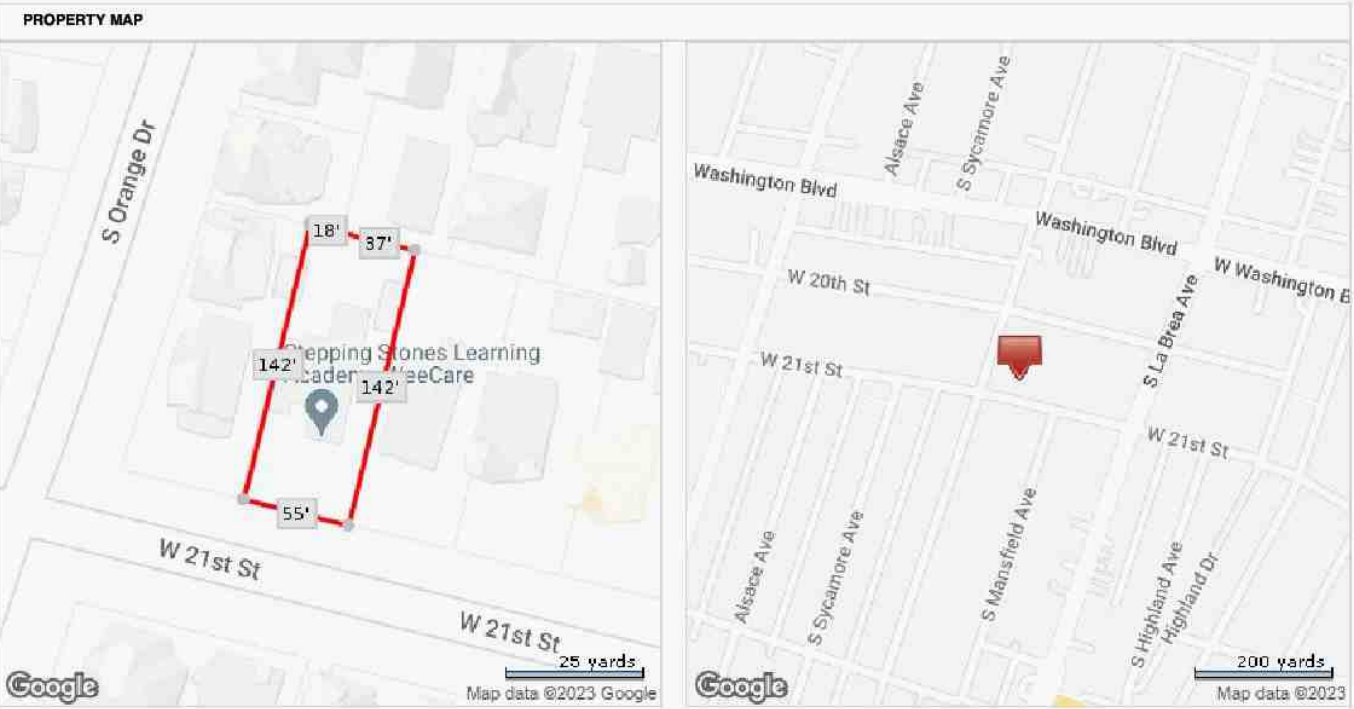 PROPERTY MAP
S Orange Dr
18'
37'
Stepping Stones Learning
Academy WeeCare
142'
142'
55'
W 21st St
W 21st St
25 yards
Google
Map data ©2023 Google
Alsace Ave
S Sycamore Ave
Washington Blvd
Washington Blvd
W Washington B
W 20th St
S La Brea Ave
W 21st St
W 21st St
Alsace Ave
S Sycamore Ave
S Mansfield Ave
S Highland Ave
Highland Dr
200 yards
Google
Map data ©2023